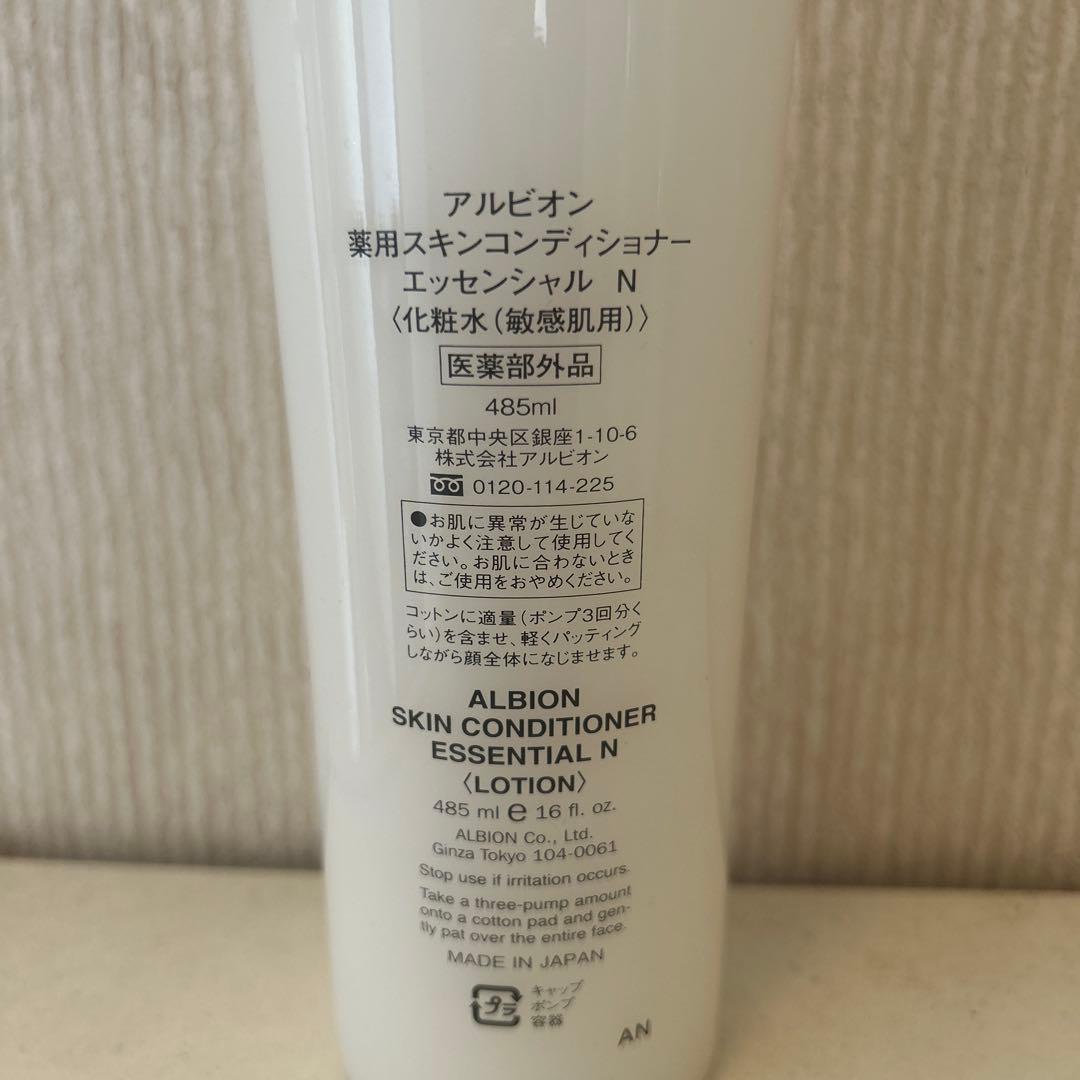 アルビオン
薬用スキンコンディショナー
エッセンシャル N
〈化粧水(敏感肌用)〉
医薬部外品
485ml
東京都中央区銀座1-10-6
株式会社アルビオン
0120-114-225
●お肌に異常が生じていな
いかよく注意して使用してく
ださい。お肌に合わないとき
は、ご使用をおやめください。
コットンに適量(ポンプ3回分く
らい)を含ませ、軽くパッティング
しながら顔全体になじませます。
ALBION
SKIN CONDITIONER
ESSENTIAL N
〈LOTION〉
485 ml ℮ 16 fl. oz.
ALBION Co., Ltd.
Ginza Tokyo 104-0061
Stop use if irritation occurs.
Take a three-pump amount
onto a cotton pad and gen-
tly pat over the entire face.
MADE IN JAPAN
プラ
キャップ
ポンプ
容器
AN